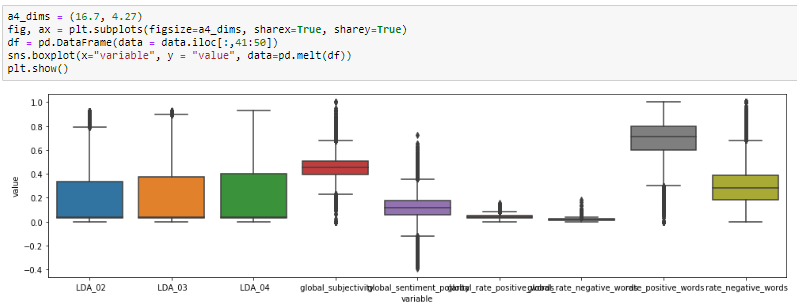 a4_dims = (16.7, 4.27)
fig, ax = plt.subplots(figsize=a4_dims, sharex=True, sharey=True)
df = pd.DataFrame(data = data.iloc[:,41:50])
sns.boxplot(x="variable", y = "value", data=pd.melt(df))
plt.show()
1.0
0.8
0.6
0.4
0.2
0.0
−0.2
−0.4
value
LDA_02 LDA_03 LDA_04 global_subjectivity global_sentiment_polarity global_rate_positive_words global_rate_negative_words rate_positive_words rate_negative_words
variable